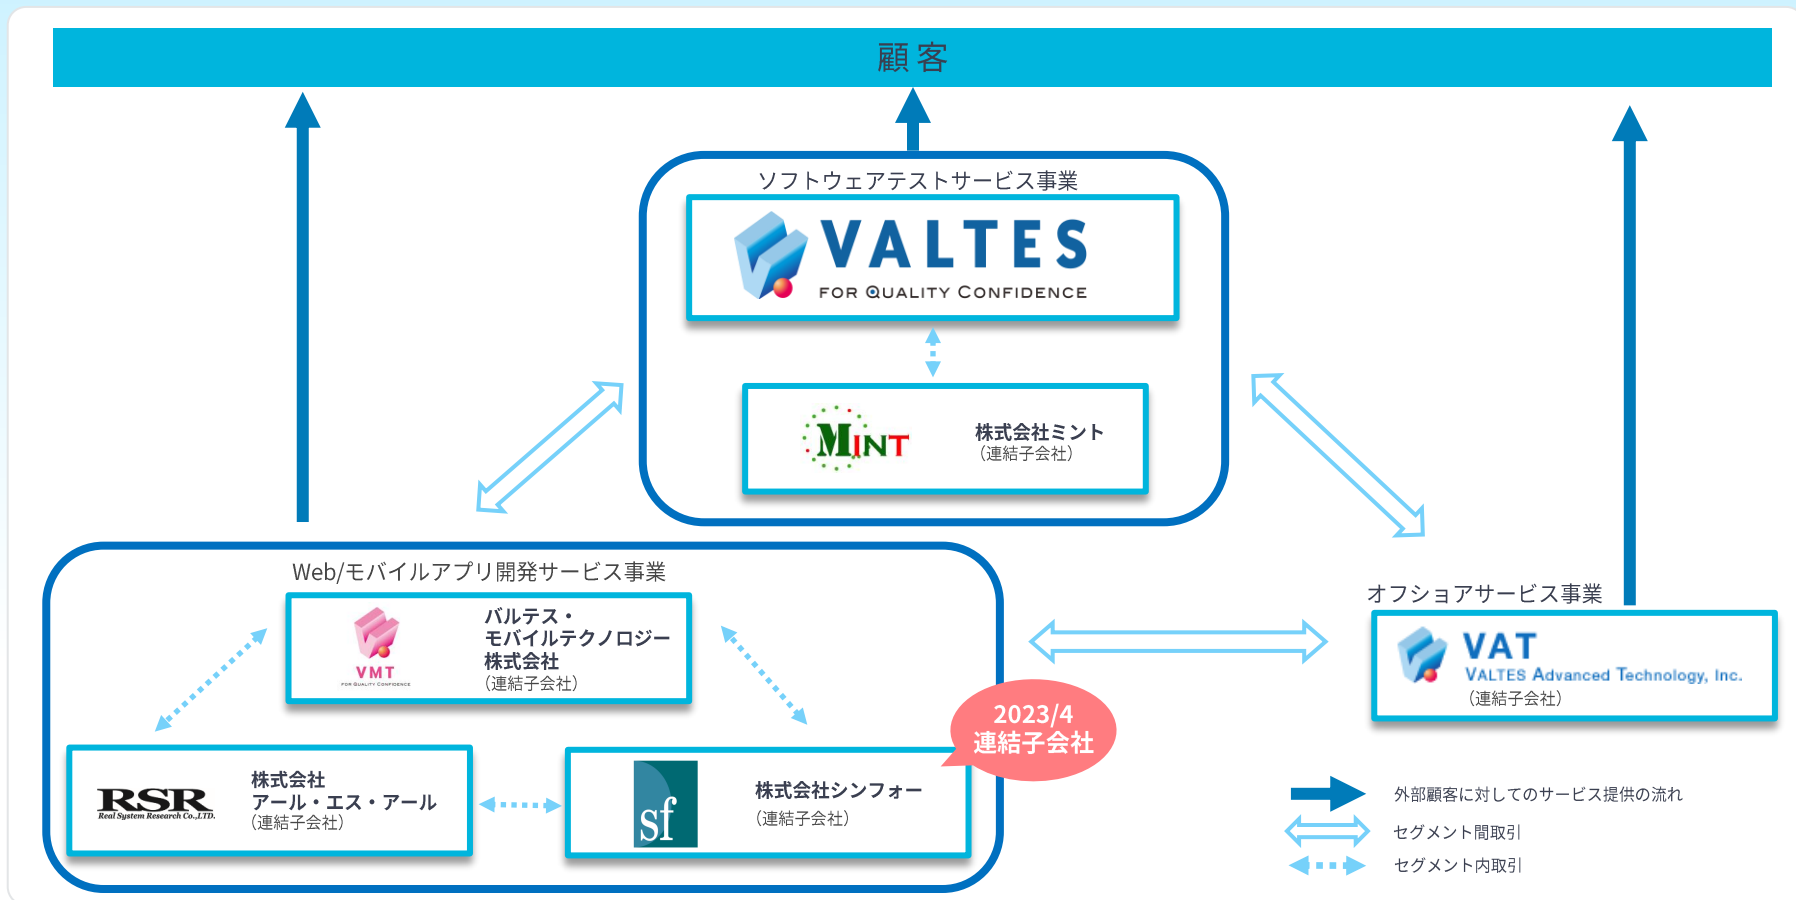 顧客
ソフトウェアテストサービス事業
VALTES
FOR QUALITY CONFIDENCE
MINT
株式会社ミント
（連結子会社）
Web/モバイルアプリ開発サービス事業
VMT
FOR QUALITY CONFIDENCE
バルテス・
モバイルテクノロジー
株式会社
（連結子会社）
RSR
Real System Research Co.,LTD.
株式会社
アール・エス・アール
（連結子会社）
sf
株式会社シンフォー
（連結子会社）
2023/4
連結子会社
オフショアサービス事業
VAT
VALTES Advanced Technology, Inc.
（連結子会社）
外部顧客に対してのサービス提供の流れ
セグメント間取引
セグメント内取引